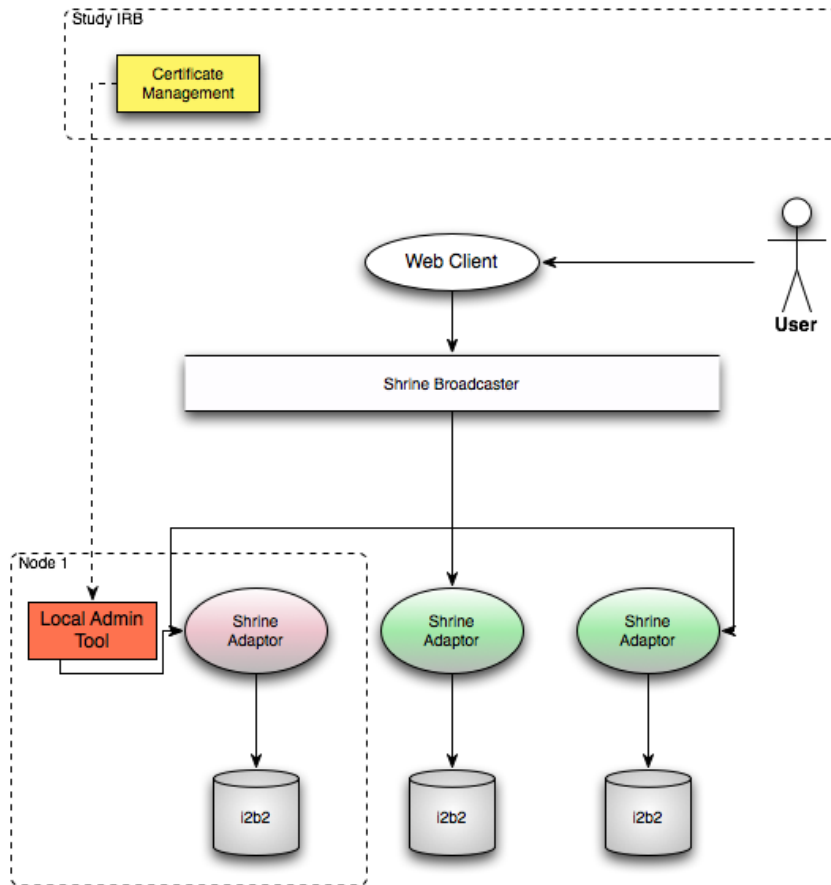 Study IRB
Certificate
Management
Web Client
User
Shrine Broadcaster
Node 1
Local Admin
Tool
Shrine
Adaptor
Shrine
Adaptor
Shrine
Adaptor
i2b2
i2b2
i2b2